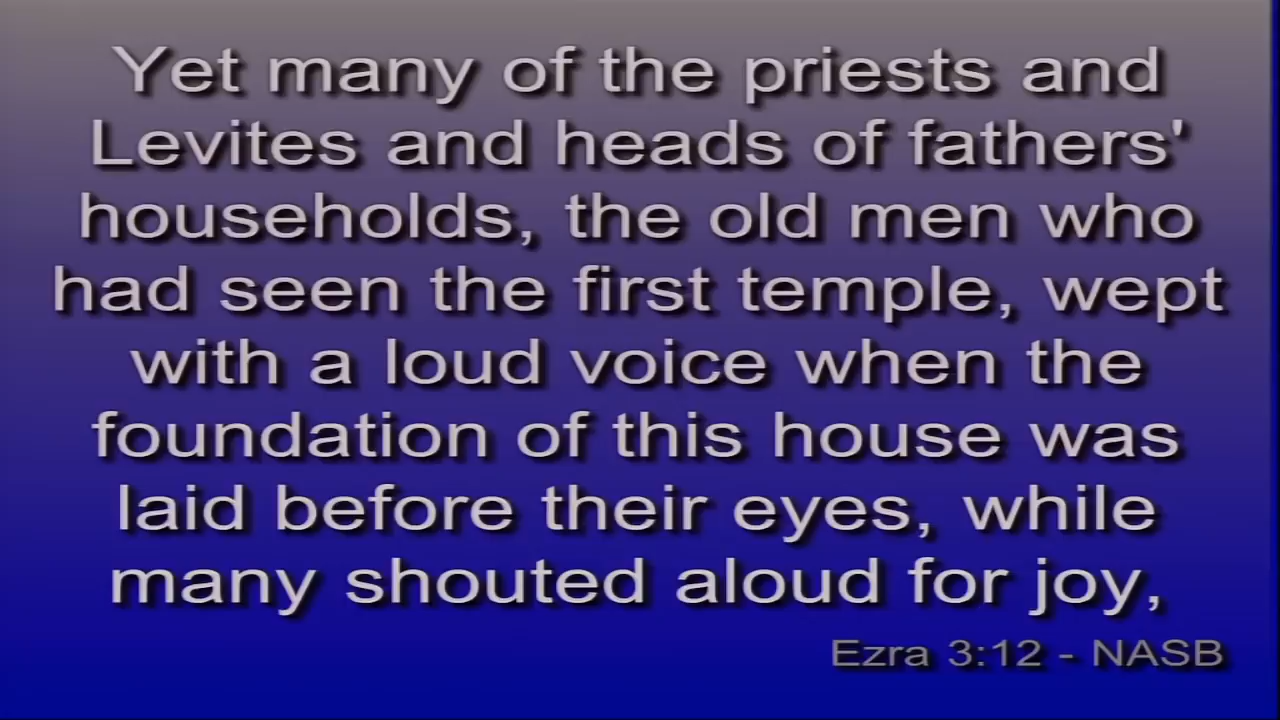 Yet many of the priests and
Levites and heads of fathers'
households, the old men who
had seen the first temple, wept
with a loud voice when the
foundation of this house was
laid before their eyes, while
many shouted aloud for joy,
Ezra 3:12 - NASB